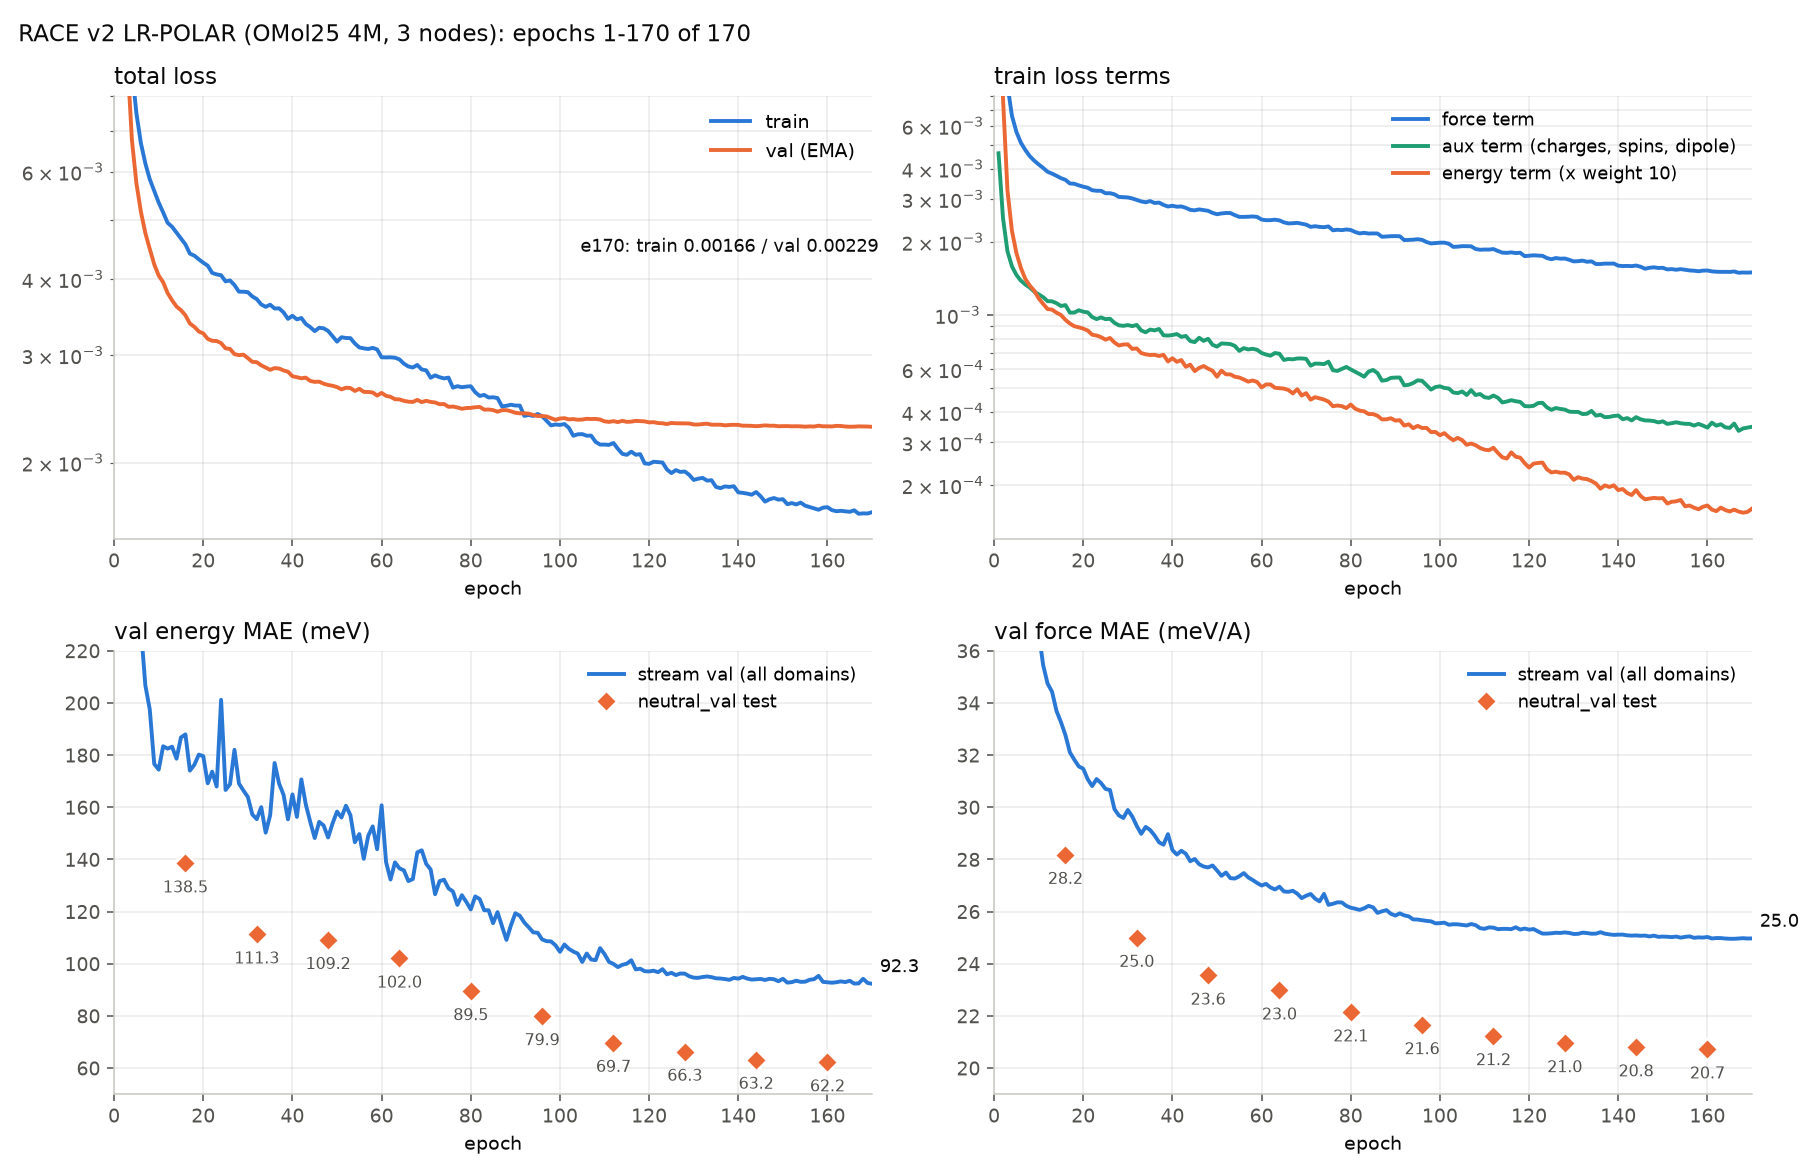 RACE v2 LR-POLAR (OMol25 4M, 3 nodes): epochs 1-170 of 170
total loss
train
val (EMA)
e170: train 0.00166 / val 0.00229
6 × 10⁻³
4 × 10⁻³
3 × 10⁻³
2 × 10⁻³
0 20 40 60 80 100 120 140 160
epoch
train loss terms
force term
aux term (charges, spins, dipole)
energy term (x weight 10)
6 × 10⁻³
4 × 10⁻³
3 × 10⁻³
2 × 10⁻³
10⁻³
6 × 10⁻⁴
4 × 10⁻⁴
3 × 10⁻⁴
2 × 10⁻⁴
0 20 40 60 80 100 120 140 160
epoch
val energy MAE (meV)
stream val (all domains)
neutral_val test
220
200
180
160
140
120
100
80
60
138.5
111.3
109.2
102.0
89.5
79.9
69.7
66.3
63.2
62.2
92.3
0 20 40 60 80 100 120 140 160
epoch
val force MAE (meV/A)
stream val (all domains)
neutral_val test
36
34
32
30
28
26
24
22
20
28.2
25.0
23.6
23.0
22.1
21.6
21.2
21.0
20.8
20.7
25.0
0 20 40 60 80 100 120 140 160
epoch